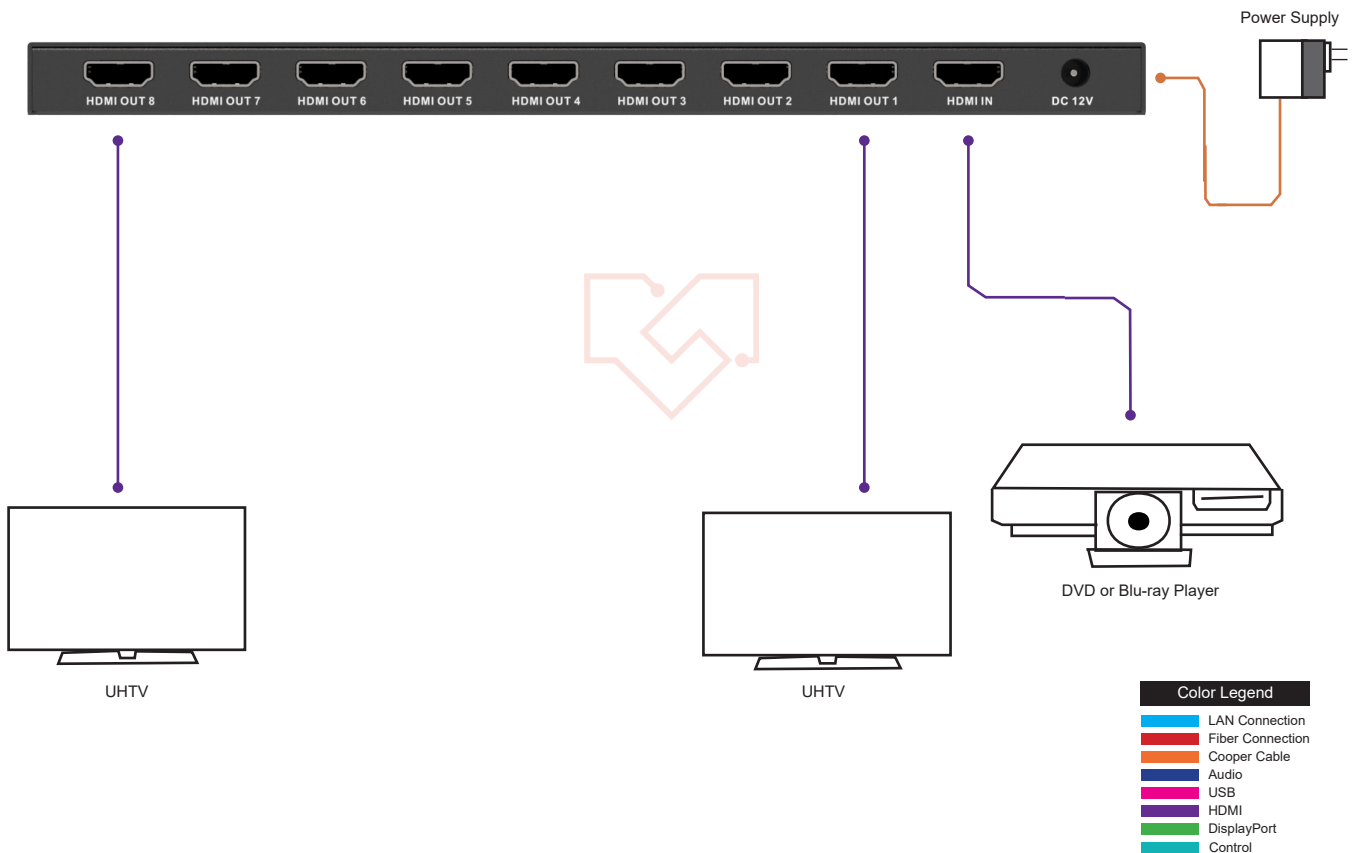 Power Supply
HDMI OUT 8
HDMI OUT 7
HDMI OUT 6
HDMI OUT 5
HDMI OUT 4
HDMI OUT 3
HDMI OUT 2
HDMI OUT 1
HDMI IN
DC 12V
DVD or Blu-ray Player
UHTV
UHTV
Color Legend
LAN Connection
Fiber Connection
Cooper Cable
Audio
USB
HDMI
DisplayPort
Control